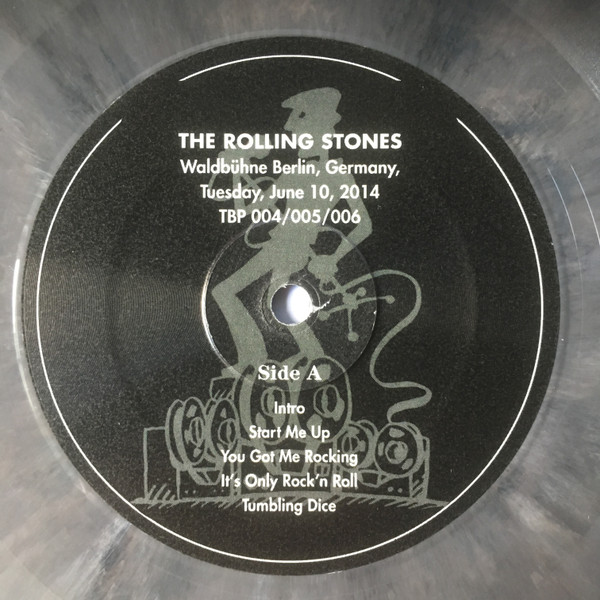 THE ROLLING STONES
Waldbühne Berlin, Germany,
Tuesday, June 10, 2014
TBP 004/005/006
Side A
Intro
Start Me Up
You Got Me Rocking
It's Only Rock'n Roll
Tumbling Dice